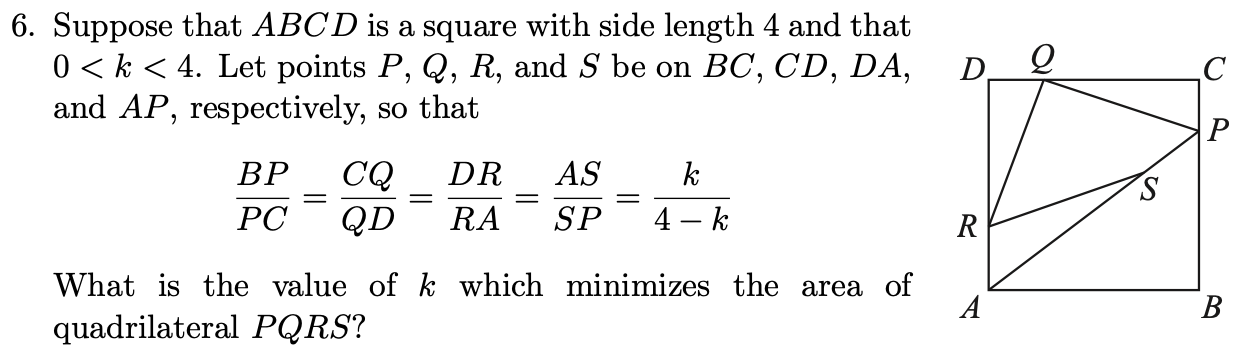 6. Suppose that ABCD is a square with side length 4 and that
0 < k < 4. Let points P, Q, R, and S be on BC, CD, DA,
and AP, respectively, so that
BP/PC = CQ/QD = DR/RA = AS/SP = k/(4 − k)
What is the value of k which minimizes the area of
quadrilateral PQRS?
D Q C
P
S
R
A B